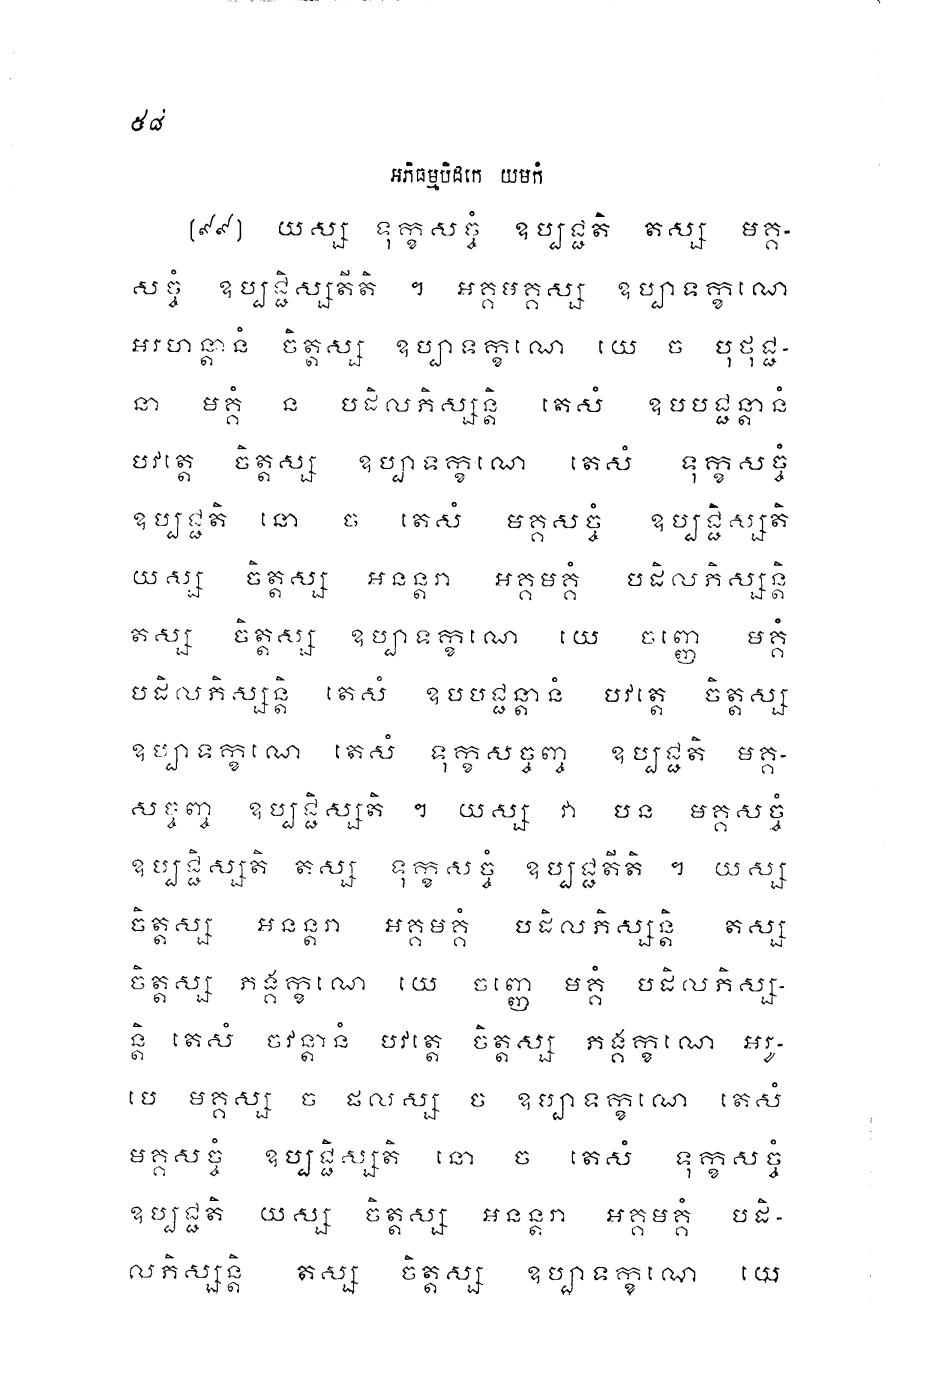 ៥៨
អភិធម្មបិដកេ យមកំ
(៩៩) យស្ស ទុក្ខសច្ចំ ឧប្បជ្ជតិ តស្ស មគ្គ-
សច្ចំ ឧប្បជ្ជិស្សតីតិ ។ អគ្គមគ្គស្ស ឧប្បាទក្ខណេ
អរហន្តានំ ចិត្តស្ស ឧប្បាទក្ខណេ យេ ច បុថុជ្ជ-
នា មគ្គំ ន បដិលភិស្សន្តិ តេសំ ឧបបជ្ជន្តានំ
បវត្តេ ចិត្តស្ស ឧប្បាទក្ខណេ តេសំ ទុក្ខសច្ចំ
ឧប្បជ្ជតិ នោ ច តេសំ មគ្គសច្ចំ ឧប្បជ្ជិស្សតិ
យស្ស ចិត្តស្ស អនន្តរា អគ្គមគ្គំ បដិលភិស្សន្តិ
តស្ស ចិត្តស្ស ឧប្បាទក្ខណេ យេ ចញ្ញេ មគ្គំ
បដិលភិស្សន្តិ តេសំ ឧបបជ្ជន្តានំ បវត្តេ ចិត្តស្ស
ឧប្បាទក្ខណេ តេសំ ទុក្ខសច្ចញ្ច ឧប្បជ្ជតិ មគ្គ-
សច្ចញ្ច ឧប្បជ្ជិស្សតិ ។ យស្ស វា បន មគ្គសច្ចំ
ឧប្បជ្ជិស្សតិ តស្ស ទុក្ខសច្ចំ ឧប្បជ្ជតីតិ ។ យស្ស
ចិត្តស្ស អនន្តរា អគ្គមគ្គំ បដិលភិស្សន្តិ តស្ស
ចិត្តស្ស ភង្គក្ខណេ យេ ចញ្ញេ មគ្គំ បដិលភិស្ស-
ន្តិ តេសំ ចវន្តានំ បវត្តេ ចិត្តស្ស ភង្គក្ខណេ អរូ-
បេ មគ្គស្ស ច ផលស្ស ច ឧប្បាទក្ខណេ តេសំ
មគ្គសច្ចំ ឧប្បជ្ជិស្សតិ នោ ច តេសំ ទុក្ខសច្ចំ
ឧប្បជ្ជតិ យស្ស ចិត្តស្ស អនន្តរា អគ្គមគ្គំ បដិ-
លភិស្សន្តិ តស្ស ចិត្តស្ស ឧប្បាទក្ខណេ យេ